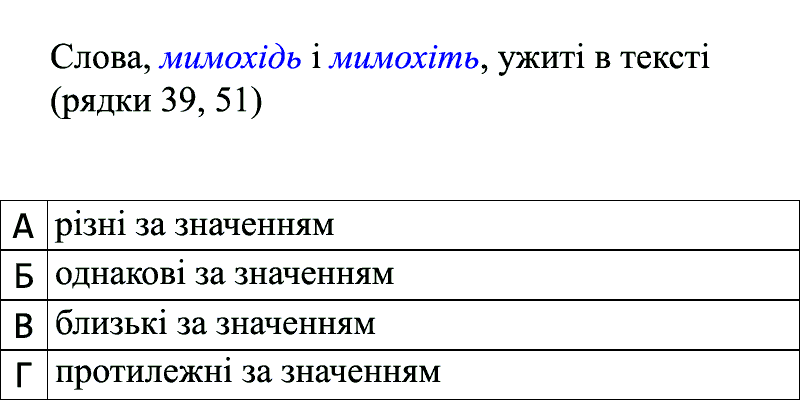 Слова, мимохідь і мимохіть, ужиті в тексті
(рядки 39, 51)
А різні за значенням
Б однакові за значенням
В близькі за значенням
Г протилежні за значенням